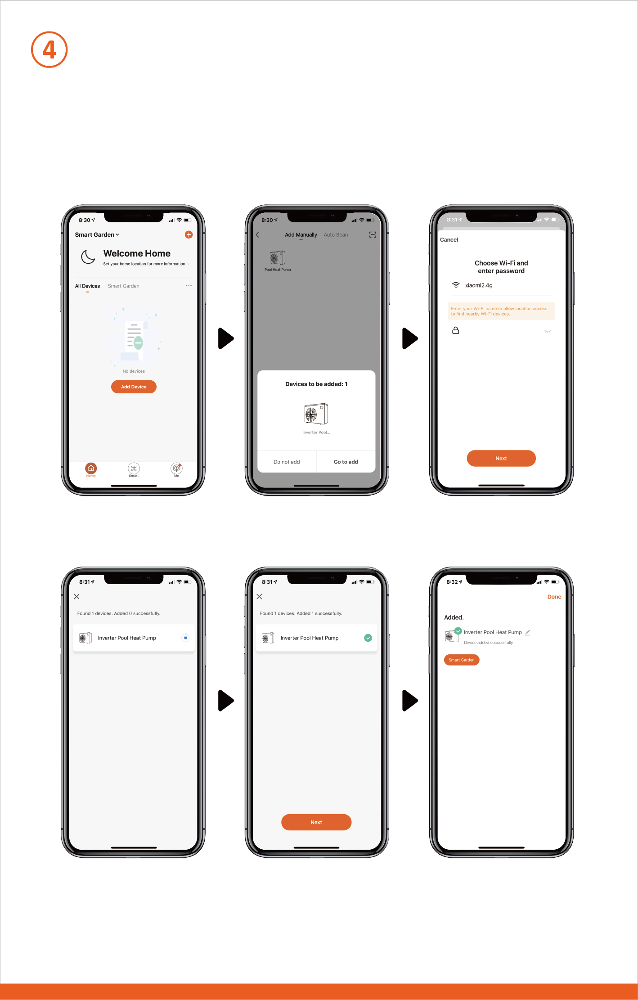 4
8:30
Smart Garden
Welcome Home
Set your home location for more information
All Devices Smart Garden
No devices
Add Device
Home Smart Me
8:30
Add Manually Auto Scan
Pool Heat Pump
Devices to be added: 1
Inverter Pool...
Do not add Go to add
8:31
Cancel
Choose Wi-Fi and
enter password
xiaomi2.4g
Enter your Wi-Fi name or allow location access
to find nearby Wi-Fi devices.
Next
8:31
Found 1 devices. Added 0 successfully.
Inverter Pool Heat Pump
8:31
Found 1 devices. Added 1 successfully.
Inverter Pool Heat Pump
Next
8:32
Done
Added.
Inverter Pool Heat Pump
Device added successfully
Smart Garden